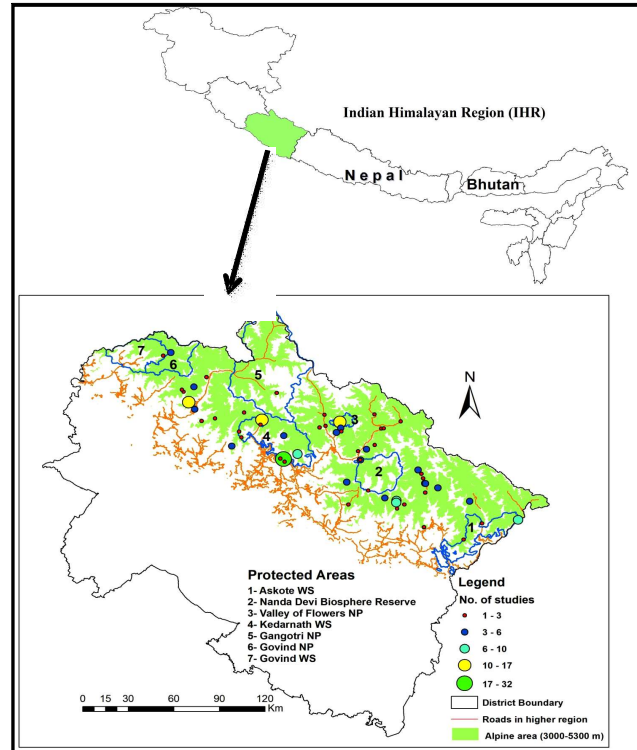 Indian Himalayan Region (IHR)
Nepal
Bhutan
N
7
6
5
3
4
2
1
Protected Areas
1- Askote WS
2- Nanda Devi Biosphere Reserve
3- Valley of Flowers NP
4- Kedarnath WS
5- Gangotri NP
6- Govind NP
7- Govind WS
Legend
No. of studies
1 - 3
3 - 6
6 - 10
10 - 17
17 - 32
District Boundary
Roads in higher region
Alpine area (3000-5300 m)
0 15 30 60 90 120
Km